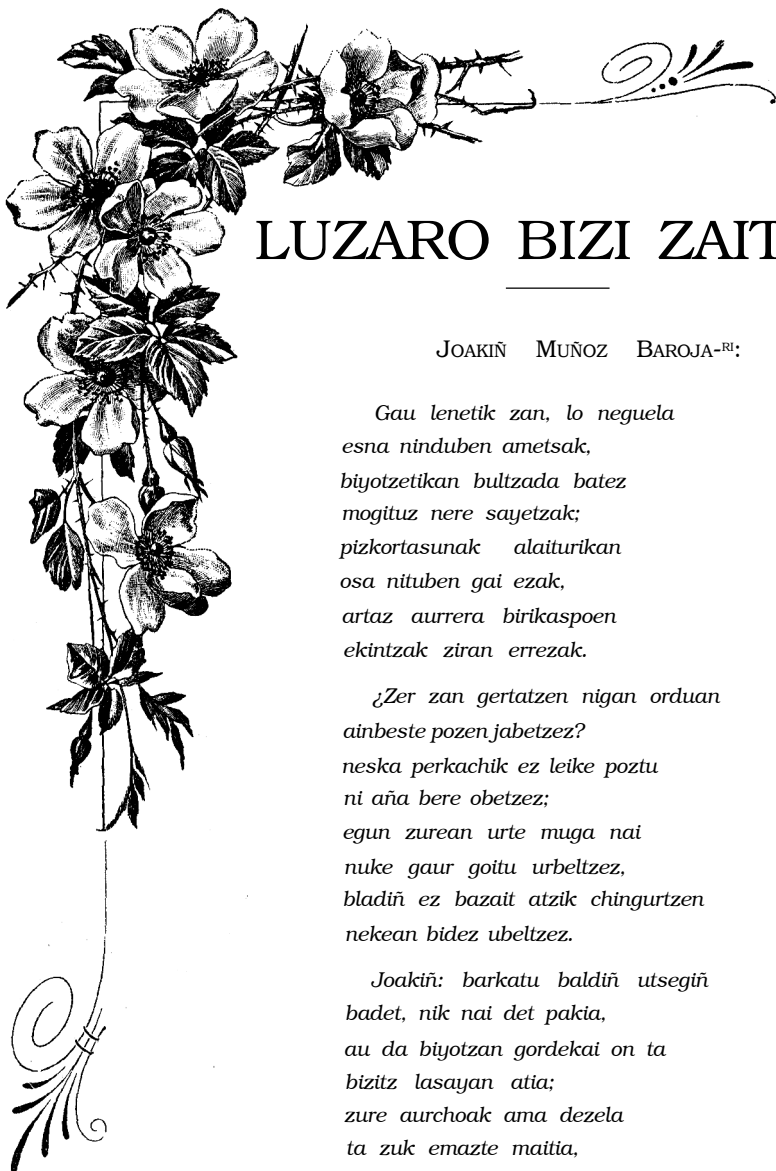 LUZARO BIZI ZAIT
JOAKIÑ MUÑOZ BAROJA-RI:
Gau lenetik zan, lo neguela
esna ninduben ametsak,
biyotzetikan bultzada batez
mogituz nere sayetzak;
pizkortasunak alaiturikan
osa nituben gai ezak,
artaz aurrera birikaspoen
ekintzak ziran errezak.
¿Zer zan gertatzen nigan orduan
ainbeste pozen jabetzez?
neska perkachik ez leike poztu
ni aña bere obetzez;
egun zurean urte muga nai
nuke gaur goitu urbeltzez,
bladiñ ez bazait atzik chingurtzen
nekean bidez ubeltzez.
Joakiñ: barkatu baldiñ utsegiñ
badet, nik nai det pakia,
au da biyotzan gordekai on ta
bizitz lasayan atia;
zure aurchoak ama dezela
ta zuk emazte maitia,